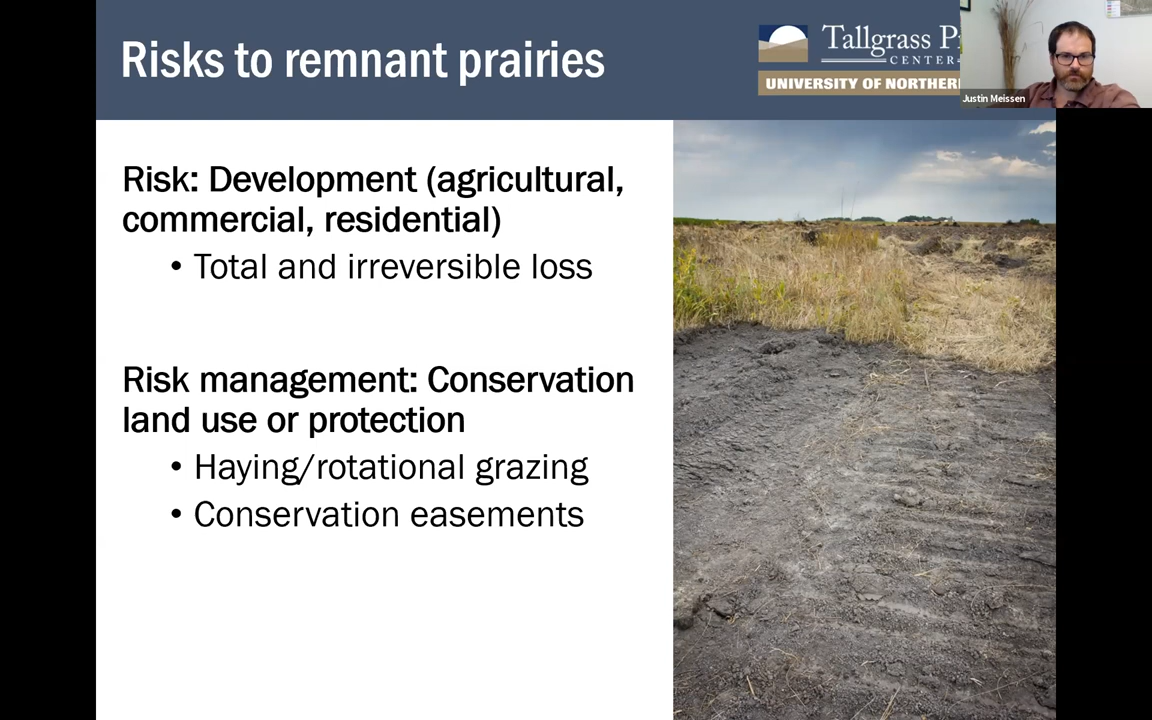 Risks to remnant prairies
Tallgrass
CENTER
UNIVERSITY OF NORTHERN
Justin Meissen
Risk: Development (agricultural,
commercial, residential)
• Total and irreversible loss
Risk management: Conservation
land use or protection
• Haying/rotational grazing
• Conservation easements